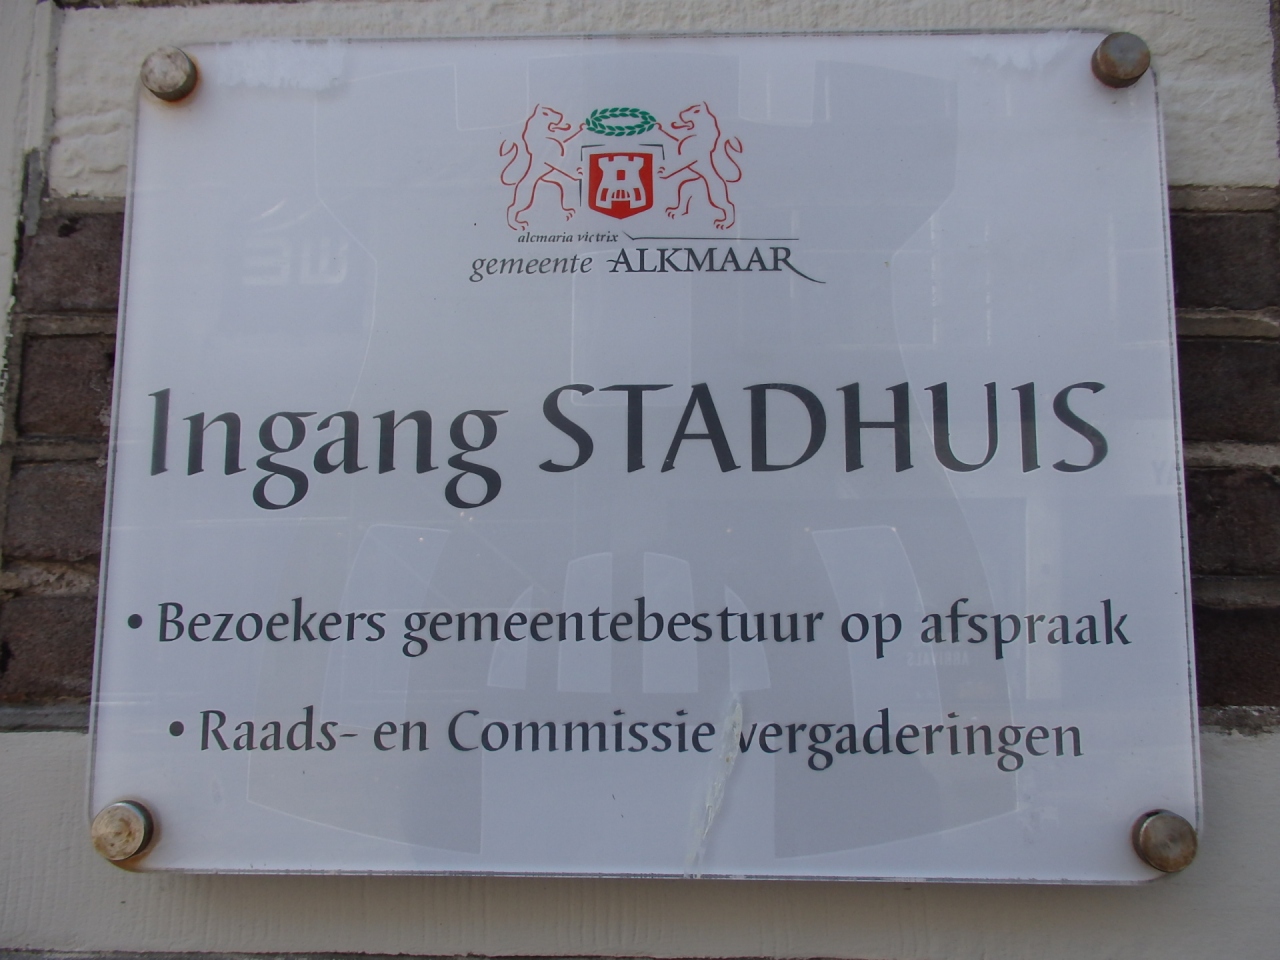 alcmaria victrix
gemeente ALKMAAR
Ingang STADHUIS
• Bezoekers gemeentebestuur op afspraak
• Raads- en Commissie vergaderingen